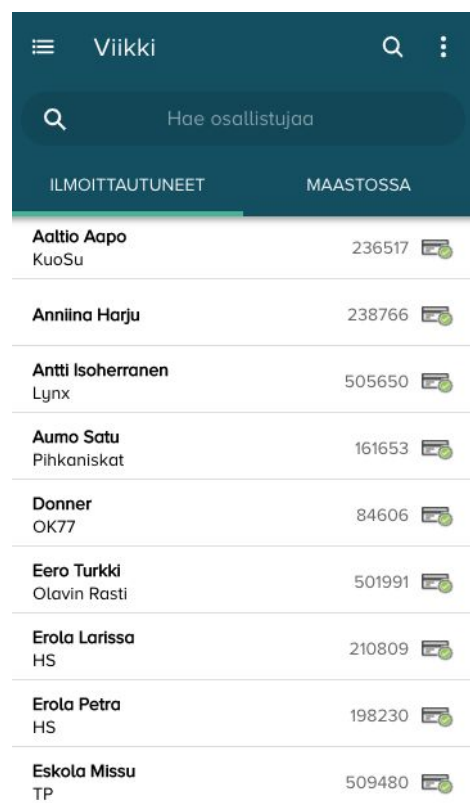 Viikki
Hae osallistujaa
ILMOITTAUTUNEET MAASTOSSA
Aaltio Aapo
KuoSu
236517
Anniina Harju 238766
Antti Isoherranen
Lynx
505650
Aumo Satu
Pihkaniskat
161653
Donner
OK77
84606
Eero Turkki
Olavin Rasti
501991
Erola Larissa
HS
210809
Erola Petra
HS
198230
Eskola Missu
TP
509480